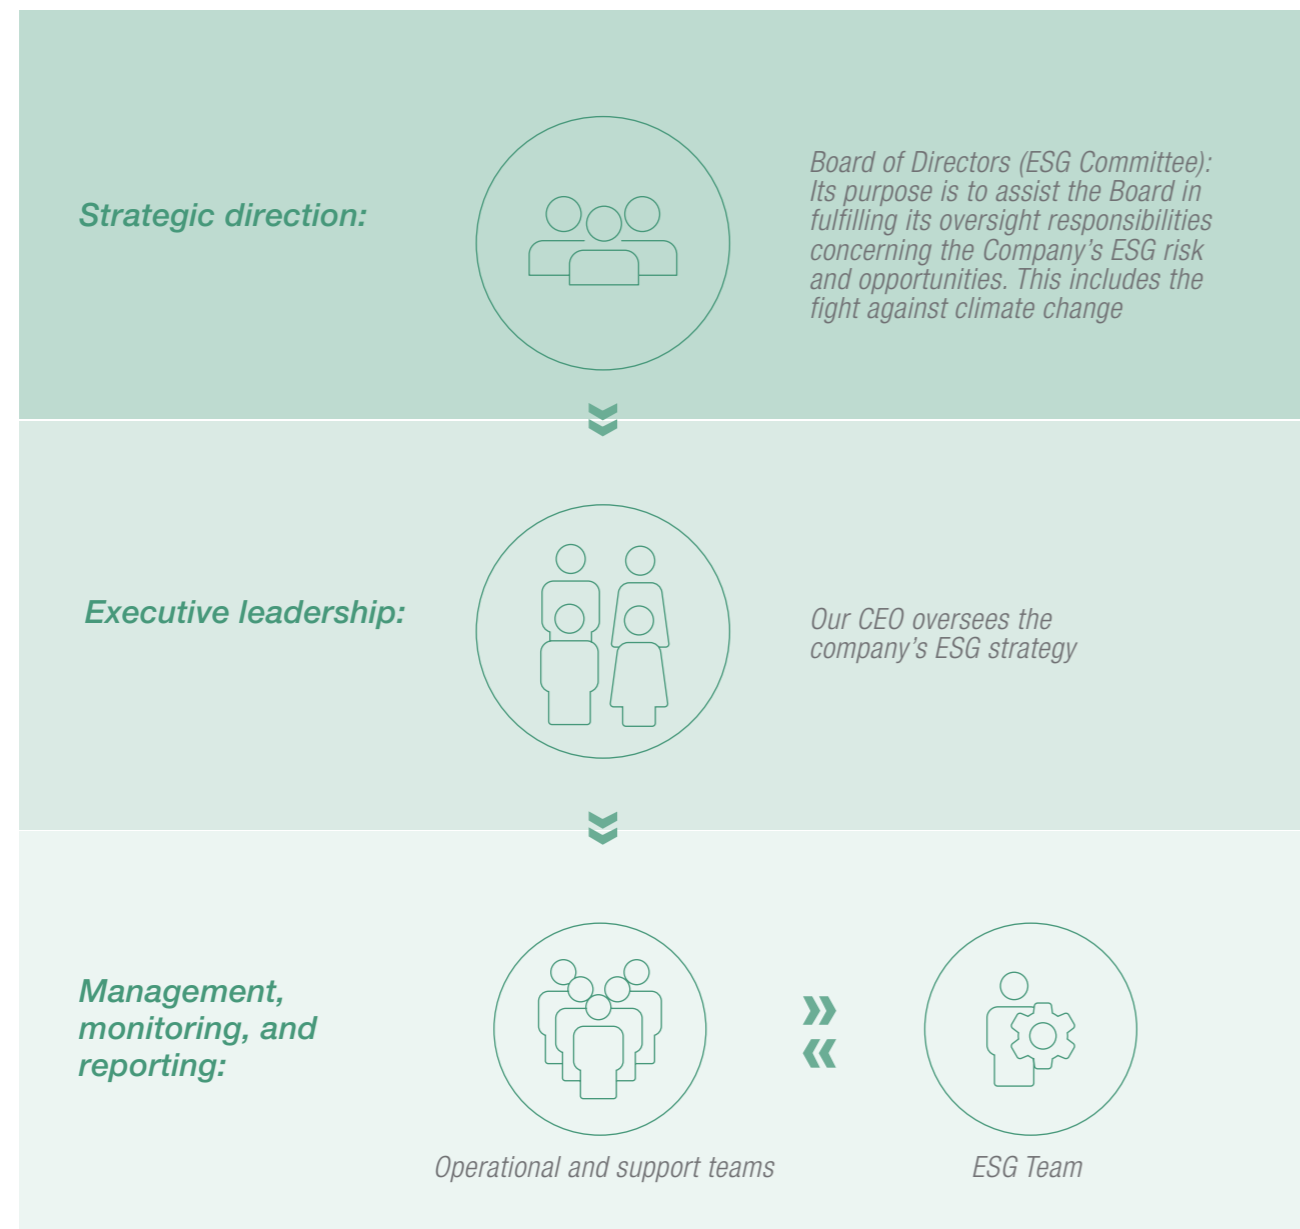 Strategic direction:
Board of Directors (ESG Committee):
Its purpose is to assist the Board in
fulfilling its oversight responsibilities
concerning the Company’s ESG risk
and opportunities. This includes the
fight against climate change
Executive leadership:
Our CEO oversees the
company’s ESG strategy
Management,
monitoring, and
reporting:
Operational and support teams
ESG Team